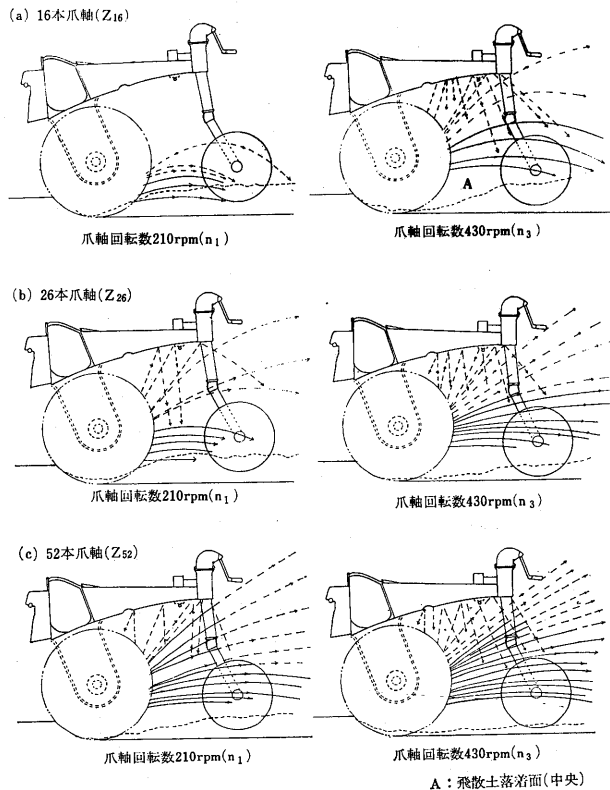 (a) 16本爪軸(Z16)
A
爪軸回転数210rpm(n1)
爪軸回転数430rpm(n3)
(b) 26本爪軸(Z26)
爪軸回転数210rpm(n1)
爪軸回転数430rpm(n3)
(c) 52本爪軸(Z52)
爪軸回転数210rpm(n1)
爪軸回転数430rpm(n3)
A：飛散土落着面(中央)